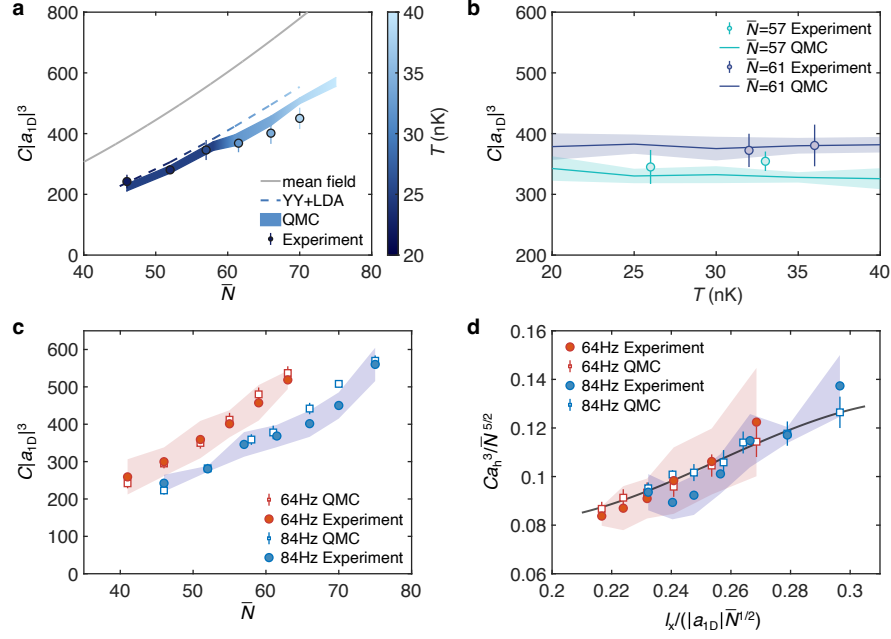 a
C|a1D|³
800
600
400
200
0
40
50
60
70
80
N̄
mean field
YY+LDA
QMC
Experiment
40
35
30
25
20
T (nK)
b
C|a1D|³
600
500
400
300
200
20
25
30
35
40
T (nK)
N̄=57 Experiment
N̄=57 QMC
N̄=61 Experiment
N̄=61 QMC
c
C|a1D|³
600
500
400
300
200
100
0
40
50
60
70
80
N̄
64Hz QMC
64Hz Experiment
84Hz QMC
84Hz Experiment
d
Caₕ³/N̄⁵ᐟ²
0.16
0.14
0.12
0.1
0.08
0.06
0.2
0.22
0.24
0.26
0.28
0.3
lₓ/(|a1D|N̄¹ᐟ²)
64Hz Experiment
64Hz QMC
84Hz Experiment
84Hz QMC